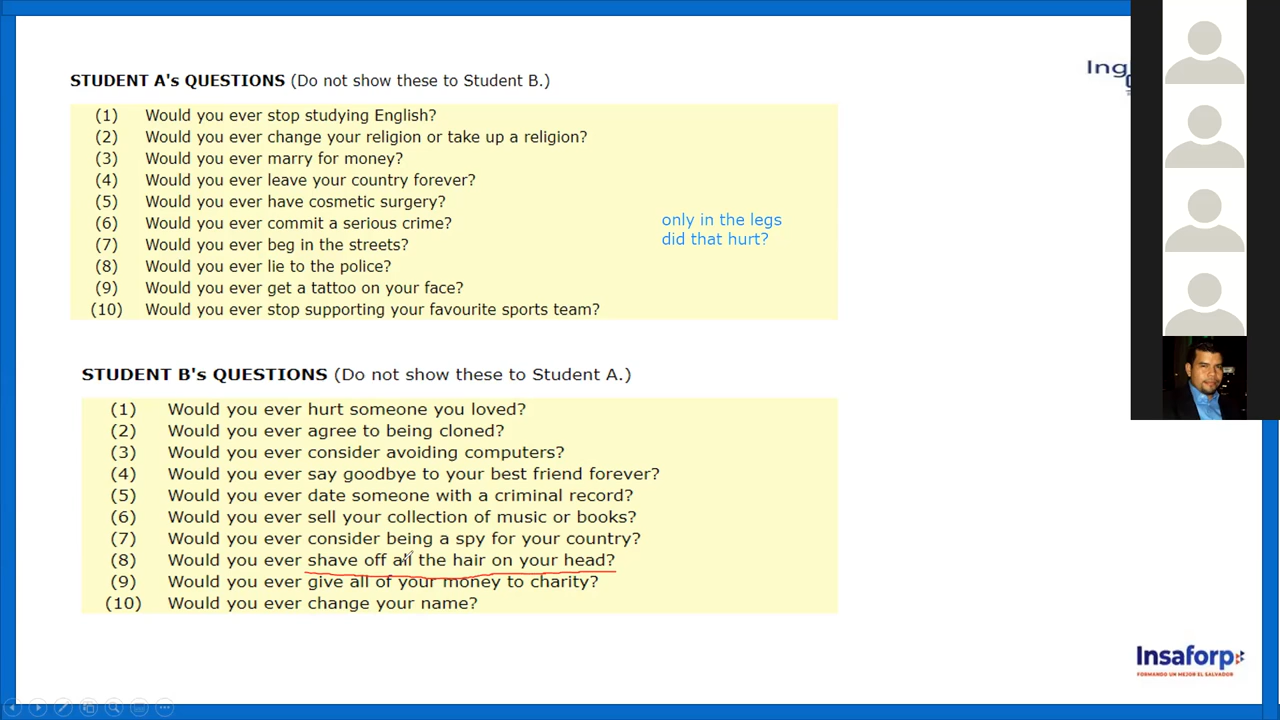 Ing
STUDENT A's QUESTIONS (Do not show these to Student B.)
(1) Would you ever stop studying English?
(2) Would you ever change your religion or take up a religion?
(3) Would you ever marry for money?
(4) Would you ever leave your country forever?
(5) Would you ever have cosmetic surgery?
(6) Would you ever commit a serious crime?
(7) Would you ever beg in the streets?
(8) Would you ever lie to the police?
(9) Would you ever get a tattoo on your face?
(10) Would you ever stop supporting your favourite sports team?
only in the legs
did that hurt?
STUDENT B's QUESTIONS (Do not show these to Student A.)
(1) Would you ever hurt someone you loved?
(2) Would you ever agree to being cloned?
(3) Would you ever consider avoiding computers?
(4) Would you ever say goodbye to your best friend forever?
(5) Would you ever date someone with a criminal record?
(6) Would you ever sell your collection of music or books?
(7) Would you ever consider being a spy for your country?
(8) Would you ever shave off all the hair on your head?
(9) Would you ever give all of your money to charity?
(10) Would you ever change your name?
Insaforp
FORMANDO UN MEJOR EL SALVADOR